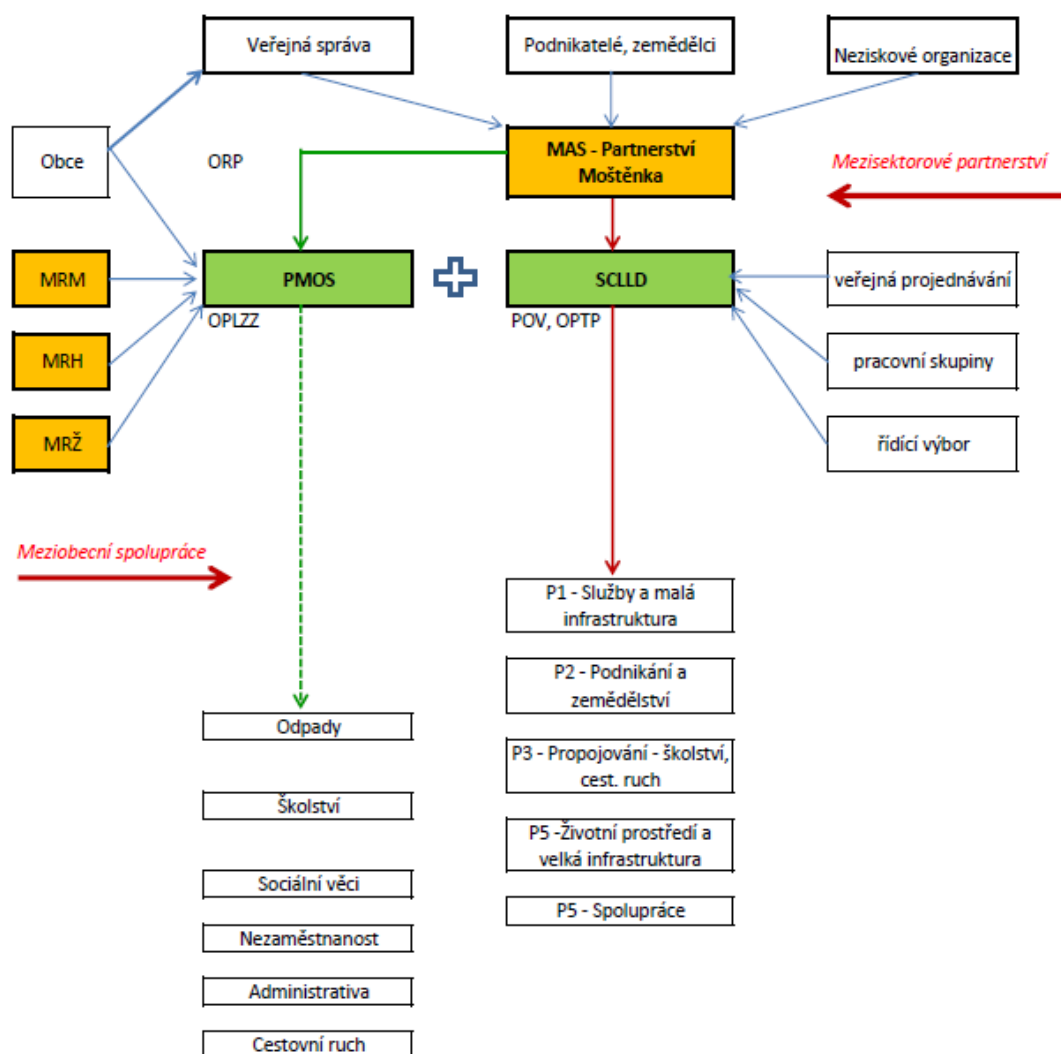 Veřejná správa
Podnikatelé, zemědělci
Neziskové organizace
Obce
ORP
MAS - Partnerství
Moštěnka
Mezisektorové partnerství
MRM
PMOS
SCLLD
veřejná projednávání
OPLZZ
POV, OPTP
MRH
pracovní skupiny
MRŽ
řídící výbor
Meziobecní spolupráce
P1 - Služby a malá
infrastruktura
P2 - Podnikání a
zemědělství
Odpady
P3 - Propojování - školství,
cest. ruch
Školství
P5 -Životní prostředí a
velká infrastruktura
Sociální věci
P5 - Spolupráce
Nezaměstnanost
Administrativa
Cestovní ruch